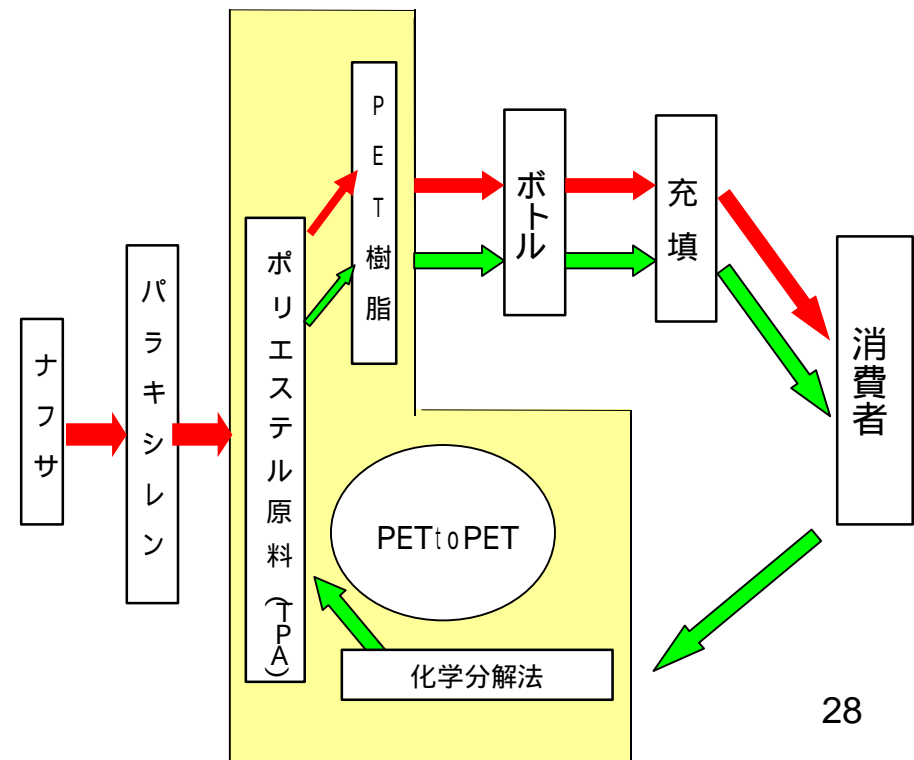 ナフサ
パラキシレン
ポリエステル原料(TPA)
PET樹脂
ボトル
充填
消費者
PETtoPET
化学分解法
28